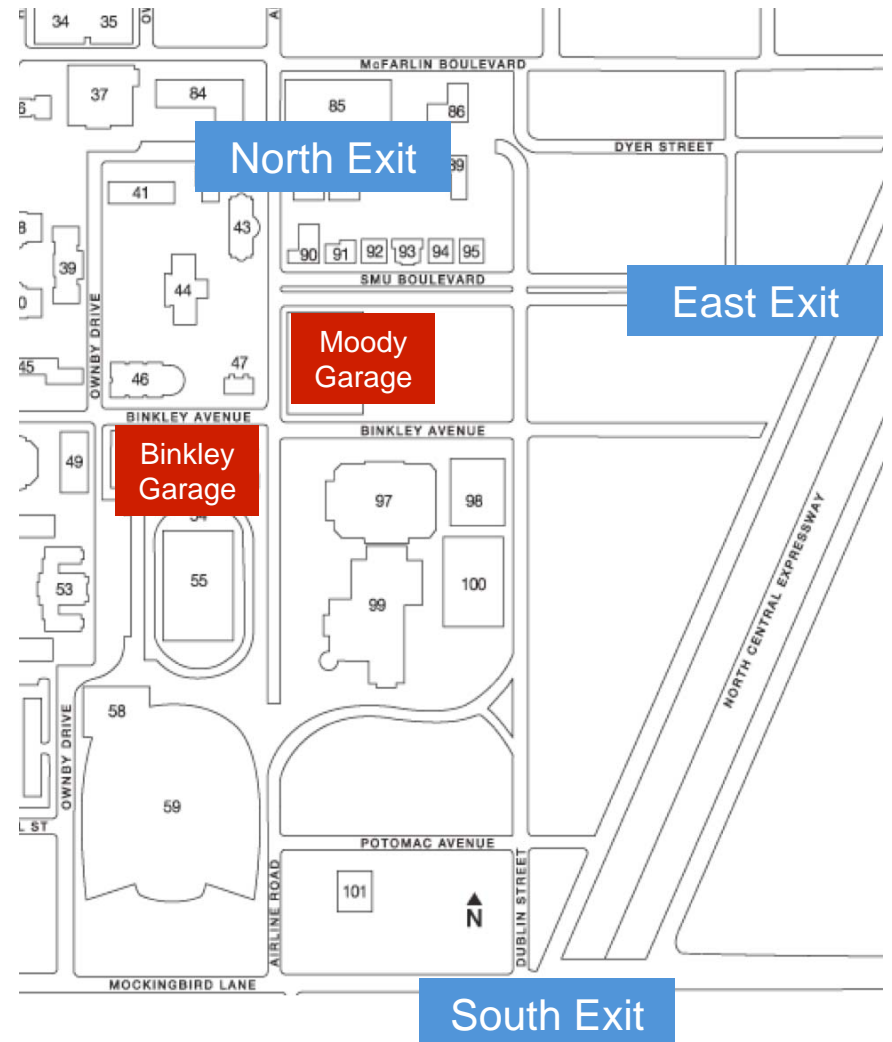 34 35
McFARLIN BOULEVARD
37
84
85
86
North Exit
DYER STREET
89
41
43
39
44
90 91 92 93 94 95
SMU BOULEVARD
East Exit
OWNBY DRIVE
Moody
Garage
45
46
47
BINKLEY AVENUE
BINKLEY AVENUE
Binkley
Garage
49
97
98
NORTH CENTRAL EXPRESSWAY
53
55
99
100
58
OWNBY DRIVE
59
L ST
POTOMAC AVENUE
AIRLINE ROAD
101
N
DUBLIN STREET
MOCKINGBIRD LANE
South Exit